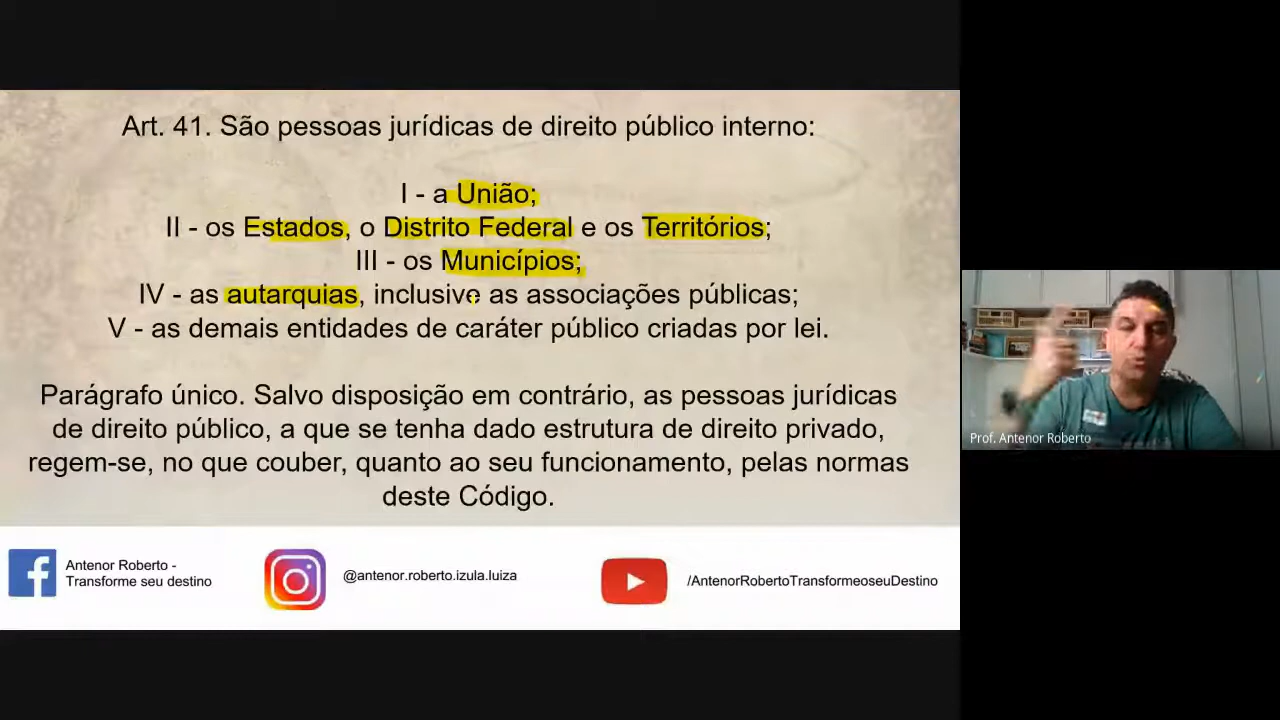 Art. 41. São pessoas jurídicas de direito público interno:
I - a União;
II - os Estados, o Distrito Federal e os Territórios;
III - os Municípios;
IV - as autarquias, inclusive as associações públicas;
V - as demais entidades de caráter público criadas por lei.
Parágrafo único. Salvo disposição em contrário, as pessoas jurídicas
de direito público, a que se tenha dado estrutura de direito privado,
regem-se, no que couber, quanto ao seu funcionamento, pelas normas
deste Código.
Antenor Roberto -
Transforme seu destino
@antenor.roberto.izula.luiza
/AntenorRobertoTransformeoseuDestino
Prof. Antenor Roberto